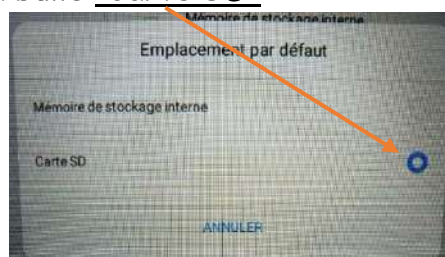 Mémoire de stockage interne
Emplacement par défaut
Mémoire de stockage interne
Carte SD
ANNULER